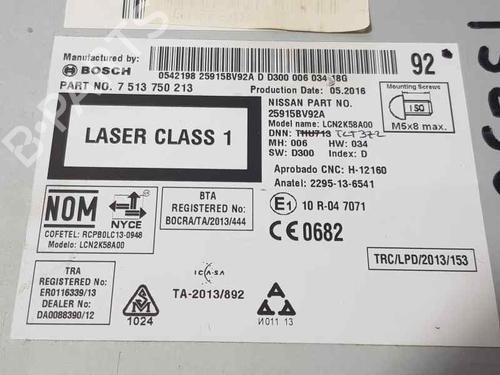 Manufactured by:
BOSCH
0542198 25915BV92A D D300 006 034 18G
92
PART NO. 7 513 750 213
Production Date: 05.2016
Mounting Screws
ISO
M5x8 max.
NISSAN PART NO.
25915BV92A
Model name: LCN2K58A00
DNN: THU713 TCT372
MH: 006 HW: 034
SW: D300 Index: D
LASER CLASS 1
Aprobado CNC: H-12160
Anatel: 2295-13-6541
E1 10 R-04 7071
CE0682
NOM
NYCE
COFETEL: RCPBOLC13-0948
Modelo: LCN2K58A00
BTA
REGISTERED No:
BOCRA/TA/2013/444
TRC/LPD/2013/153
TRA
REGISTERED No:
ER0116339/13
DEALER No:
DA0088390/12
1024
ICASA
TA-2013/892
И011 13